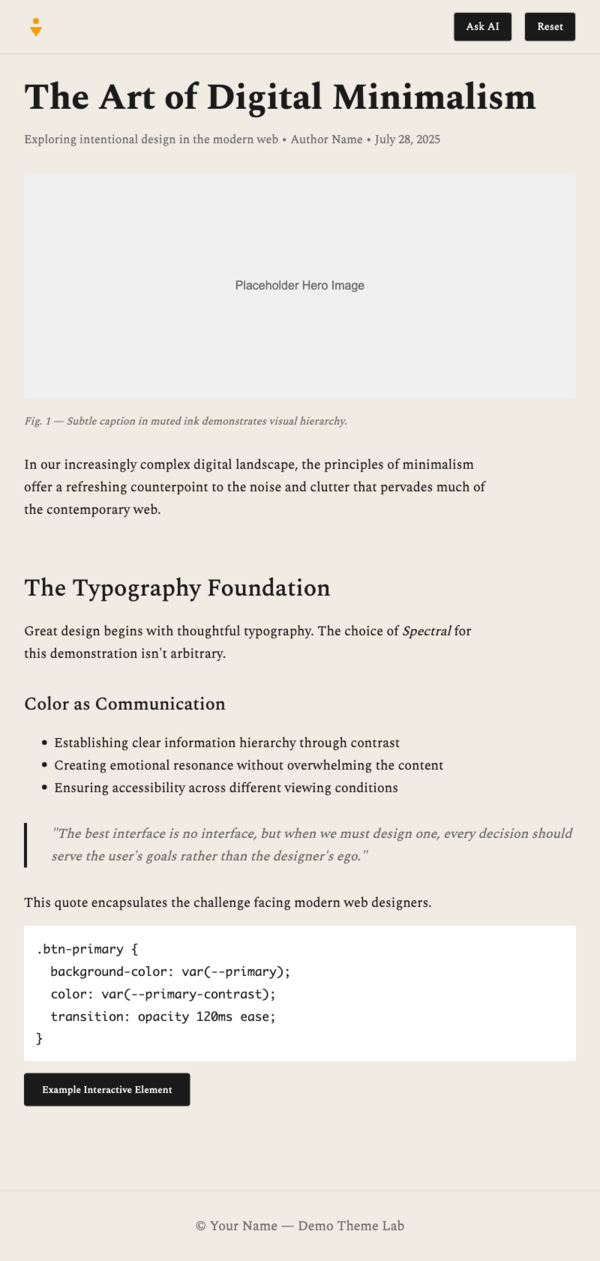 Ask AI
Reset
The Art of Digital Minimalism
Exploring intentional design in the modern web • Author Name • July 28, 2025
Placeholder Hero Image
Fig. 1 — Subtle caption in muted ink demonstrates visual hierarchy.
In our increasingly complex digital landscape, the principles of minimalism
offer a refreshing counterpoint to the noise and clutter that pervades much of
the contemporary web.
The Typography Foundation
Great design begins with thoughtful typography. The choice of Spectral for
this demonstration isn't arbitrary.
Color as Communication
• Establishing clear information hierarchy through contrast
• Creating emotional resonance without overwhelming the content
• Ensuring accessibility across different viewing conditions
"The best interface is no interface, but when we must design one, every decision should
serve the user's goals rather than the designer's ego."
This quote encapsulates the challenge facing modern web designers.
.btn-primary {
  background-color: var(--primary);
  color: var(--primary-contrast);
  transition: opacity 120ms ease;
}
Example Interactive Element
© Your Name — Demo Theme Lab